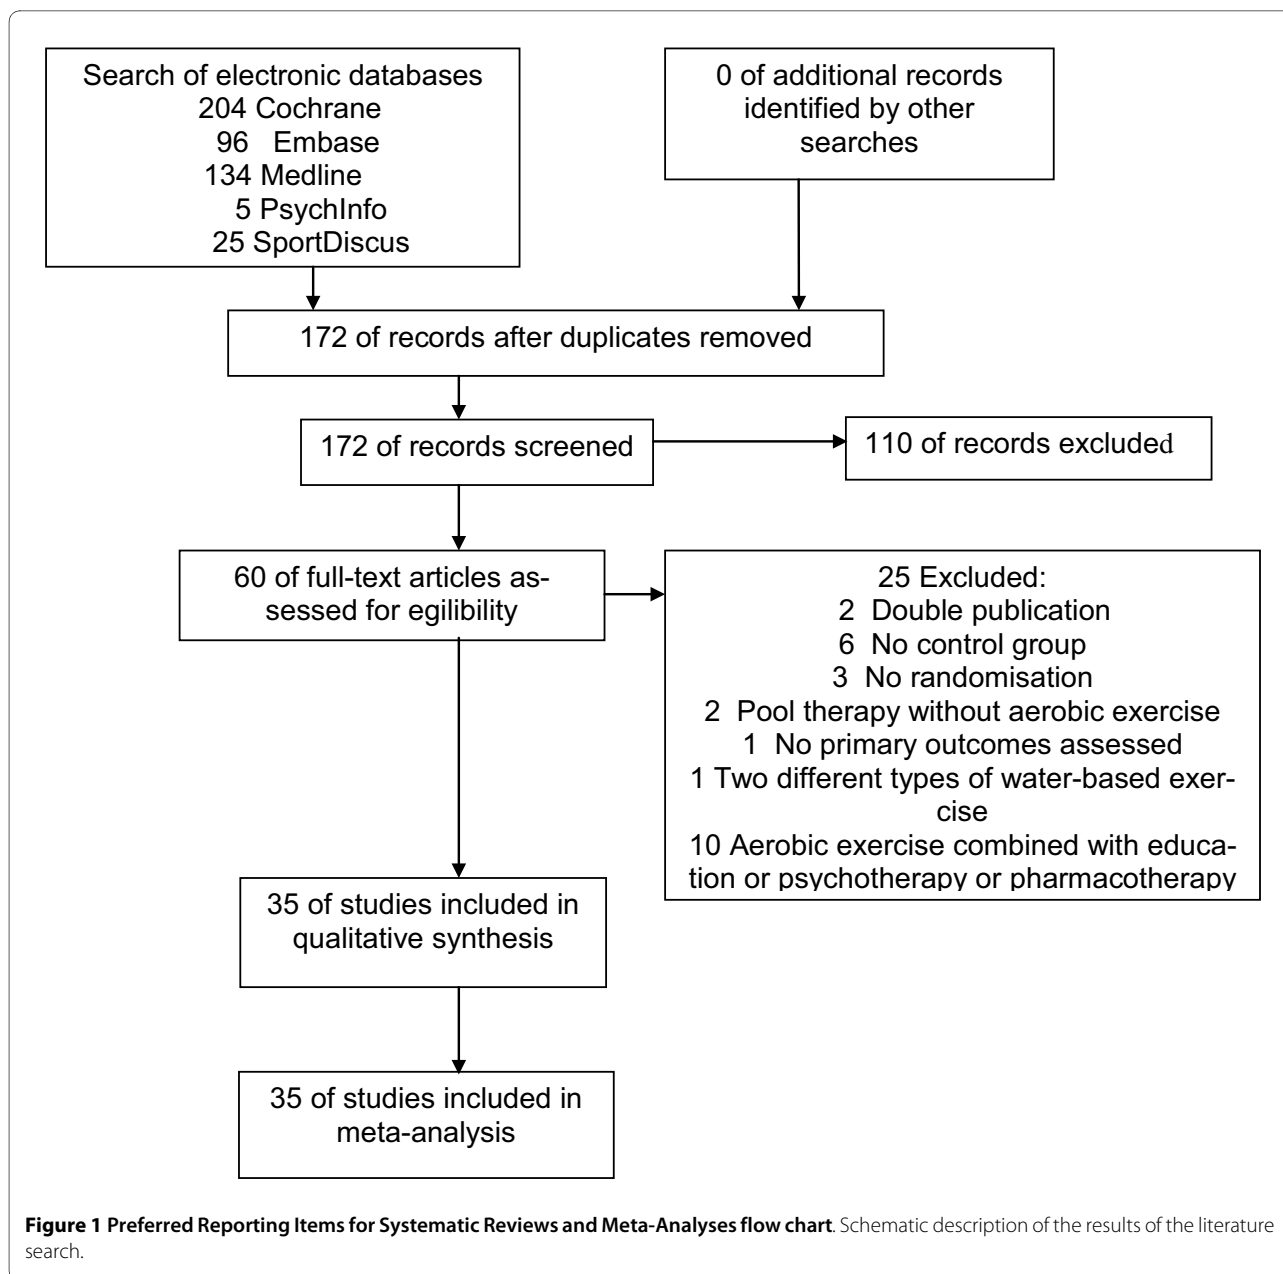 Search of electronic databases
204 Cochrane
96 Embase
134 Medline
5 PsychInfo
25 SportDiscus
0 of additional records
identified by other
searches
172 of records after duplicates removed
172 of records screened
110 of records excluded
60 of full-text articles as-
sessed for egilibility
25 Excluded:
2 Double publication
6 No control group
3 No randomisation
2 Pool therapy without aerobic exercise
1 No primary outcomes assessed
1 Two different types of water-based exer-
cise
10 Aerobic exercise combined with educa-
tion or psychotherapy or pharmacotherapy
35 of studies included in
qualitative synthesis
35 of studies included in
meta-analysis
Figure 1 Preferred Reporting Items for Systematic Reviews and Meta-Analyses flow chart. Schematic description of the results of the literature
search.